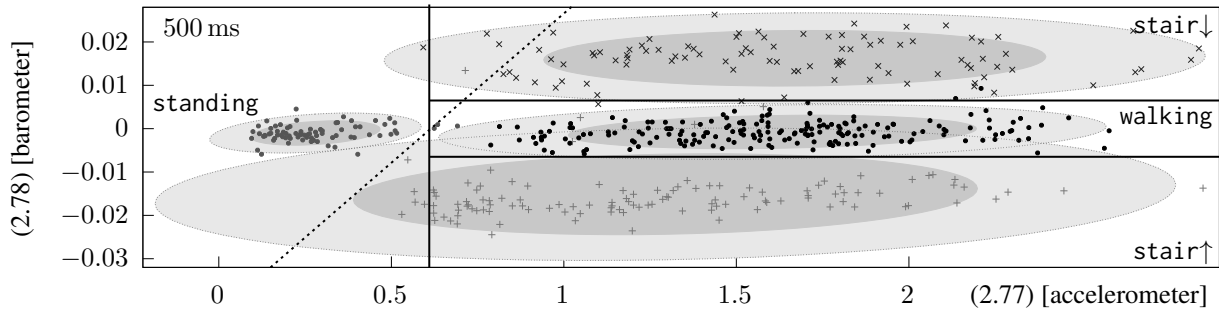 500 ms
stair↓
0.02
0.01
standing
walking
0
−0.01
−0.02
stair↑
−0.03
(2.78) [barometer]
0 0.5 1 1.5 2 (2.77) [accelerometer]